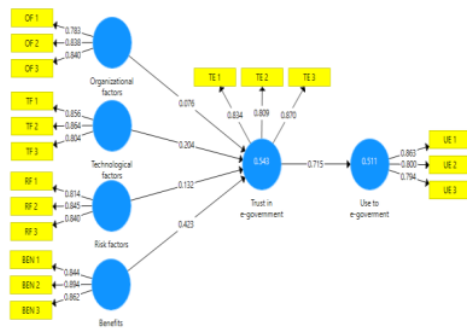 OF 1
0.783
OF 2
0.838
OF 3
0.840
Organizational
factors
TE 1
TE 2
TE 3
0.834
0.809
0.870
0.076
TF 1
0.856
TF 2
0.864
TF 3
0.804
Technological
factors
0.204
0.543
Trust in
e-government
0.715
0.511
Use to
e-goverment
0.863
UE 1
0.800
UE 2
0.794
UE 3
RF 1
0.814
RF 2
0.845
RF 3
0.840
Risk factors
0.132
0.423
BEN 1
0.844
BEN 2
0.894
BEN 3
0.862
Benefits